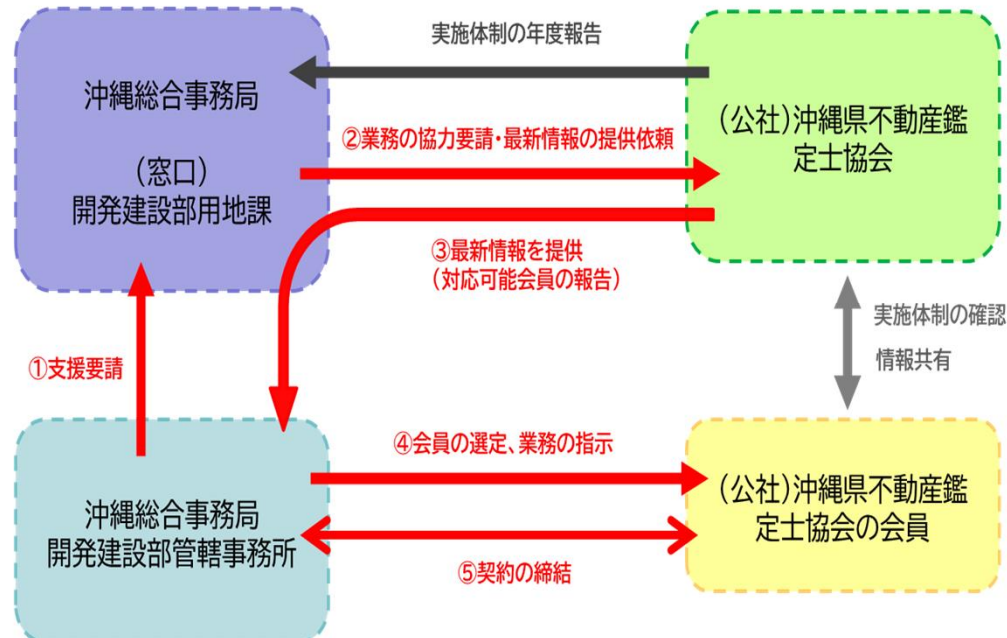 実施体制の年度報告
沖縄総合事務局
（窓口）
開発建設部用地課
（公社）沖縄県不動産鑑
定士協会
②業務の協力要請・最新情報の提供依頼
③最新情報を提供
（対応可能会員の報告）
①支援要請
実施体制の確認
情報共有
沖縄総合事務局
開発建設部管轄事務所
④会員の選定、業務の指示
（公社）沖縄県不動産鑑
定士協会の会員
⑤契約の締結